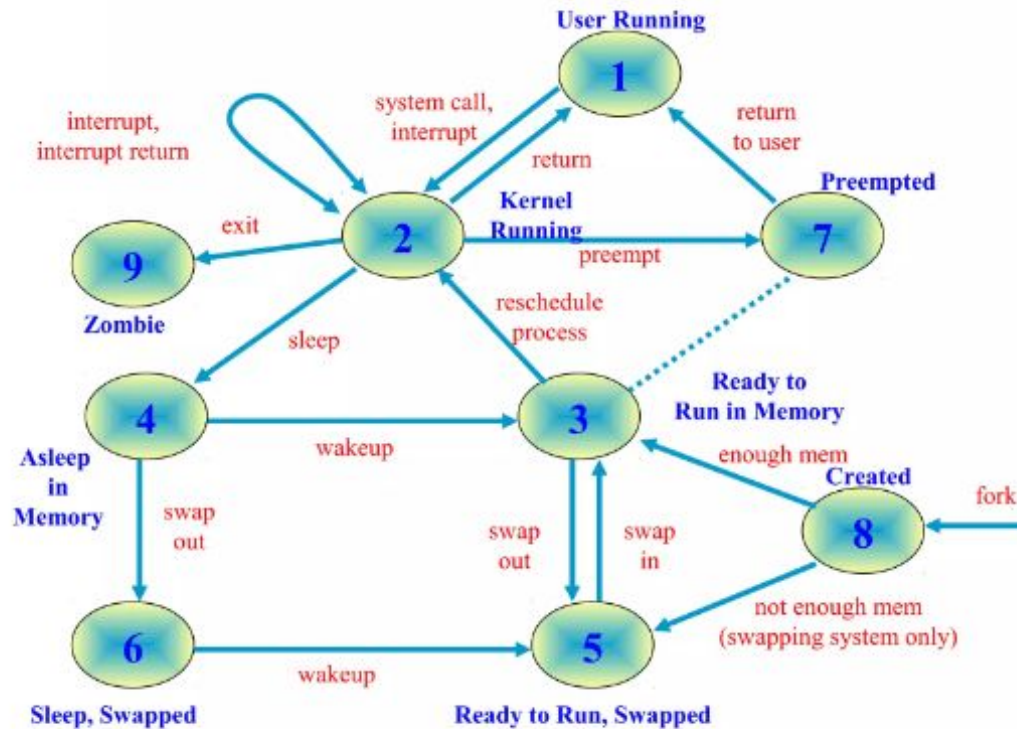 User Running
1
system call,
interrupt
return
interrupt,
interrupt return
return
to user
Preempted
7
2
Kernel
Running
preempt
exit
9
Zombie
reschedule
process
sleep
4
Asleep
in
Memory
wakeup
3
Ready to
Run in Memory
enough mem
Created
8
fork
swap
out
swap
out
swap
in
not enough mem
(swapping system only)
6
wakeup
5
Sleep, Swapped
Ready to Run, Swapped